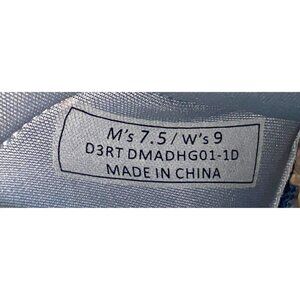 M's 7.5/W's 9
D3RT DMADHG01-1D
MADE IN CHINA